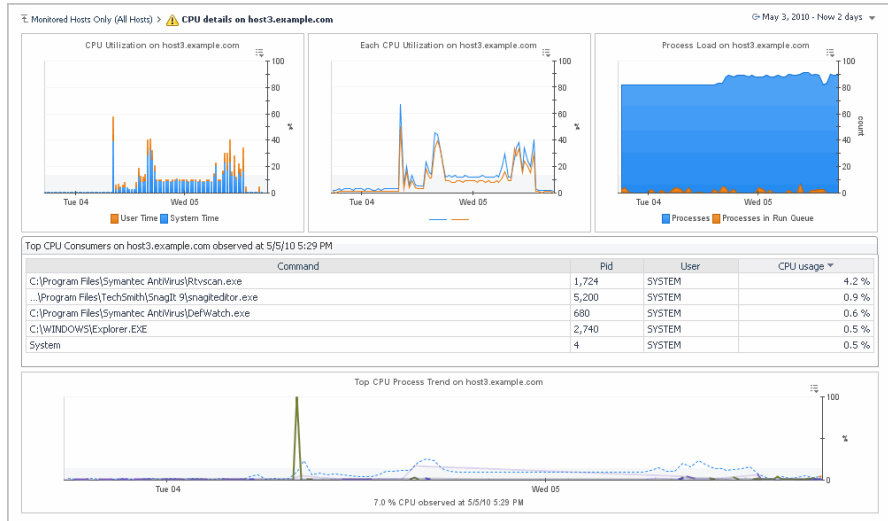 Monitored Hosts Only (All Hosts) > CPU details on host3.example.com
May 3, 2010 - Now 2 days
CPU Utilization on host3.example.com
100
80
60
40
20
0
%
Tue 04 Wed 05
User Time System Time
Each CPU Utilization on host3.example.com
100
80
60
40
20
0
%
Tue 04 Wed 05
Process Load on host3.example.com
100
80
60
40
20
0
count
Tue 04 Wed 05
Processes Processes in Run Queue
Top CPU Consumers on host3.example.com observed at 5/5/10 5:29 PM
Command Pid User CPU usage
C:\Program Files\Symantec AntiVirus\Rtvscan.exe 1,724 SYSTEM 4.2 %
...\Program Files\TechSmith\SnagIt 9\snagiteditor.exe 5,200 SYSTEM 0.9 %
C:\Program Files\Symantec AntiVirus\DefWatch.exe 680 SYSTEM 0.6 %
C:\WINDOWS\Explorer.EXE 2,740 SYSTEM 0.5 %
System 4 SYSTEM 0.5 %
Top CPU Process Trend on host3.example.com
100
0
%
Tue 04 Wed 05
7.0 % CPU observed at 5/5/10 5:29 PM